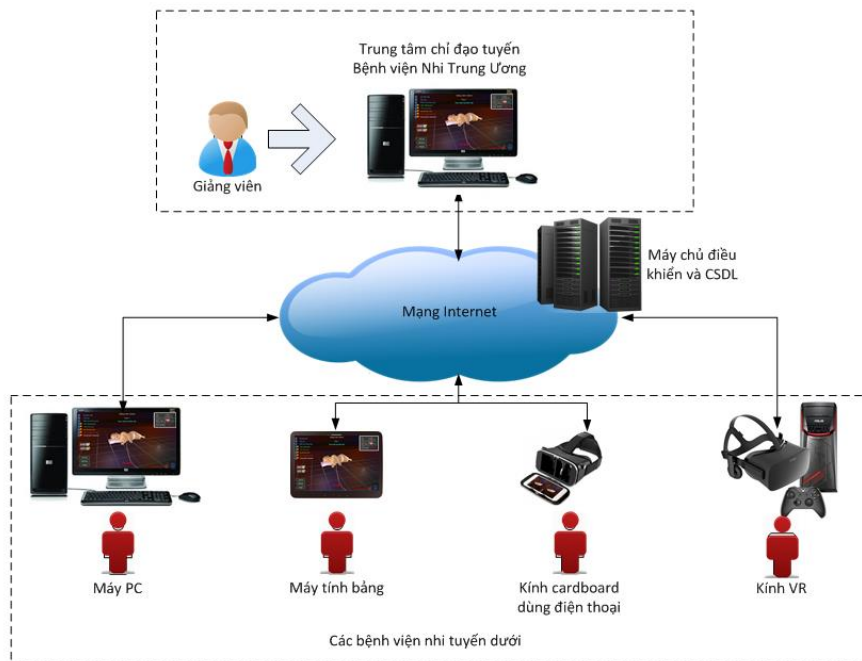 Trung tâm chỉ đạo tuyến
Bệnh viện Nhi Trung Ương
Giảng viên
Máy chủ điều
khiển và CSDL
Mạng Internet
Máy PC
Máy tính bảng
Kính cardboard
dùng điện thoại
Kính VR
Các bệnh viện nhi tuyến dưới